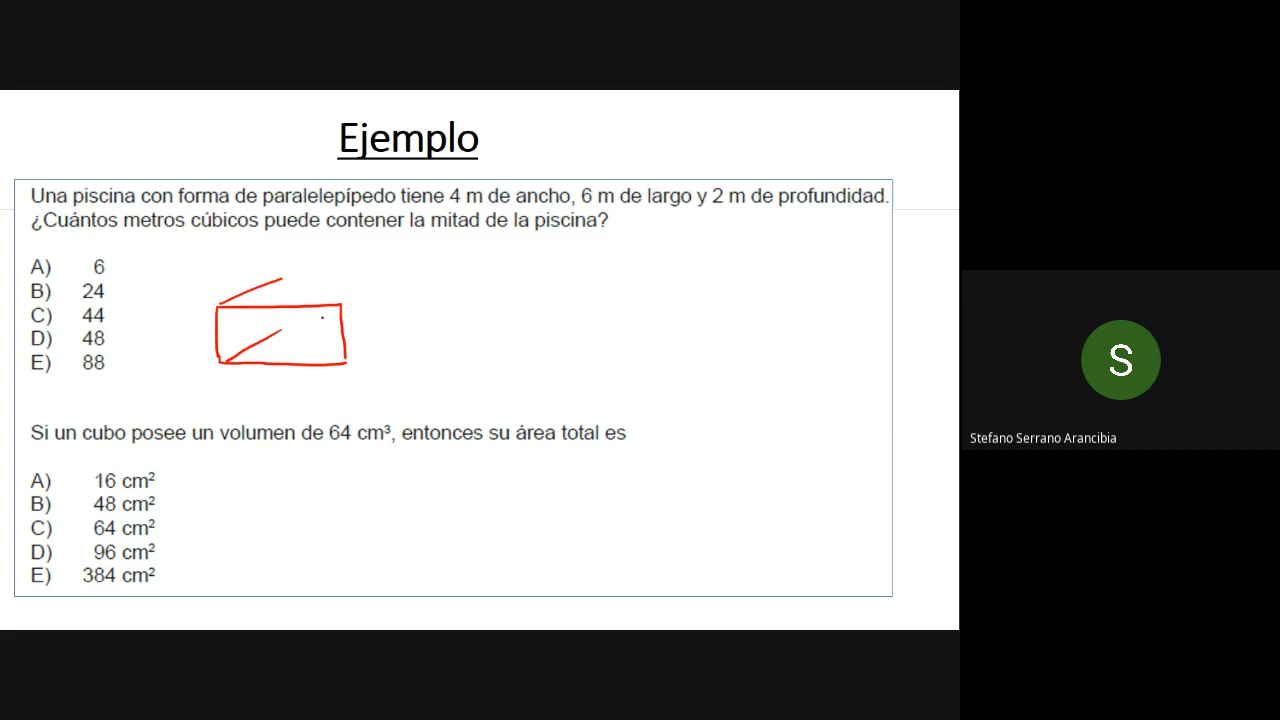 Ejemplo
Una piscina con forma de paralelepípedo tiene 4 m de ancho, 6 m de largo y 2 m de profundidad.
¿Cuántos metros cúbicos puede contener la mitad de la piscina?
A) 6
B) 24
C) 44
D) 48
E) 88
Si un cubo posee un volumen de 64 cm³, entonces su área total es
A) 16 cm²
B) 48 cm²
C) 64 cm²
D) 96 cm²
E) 384 cm²
S
Stefano Serrano Arancibia